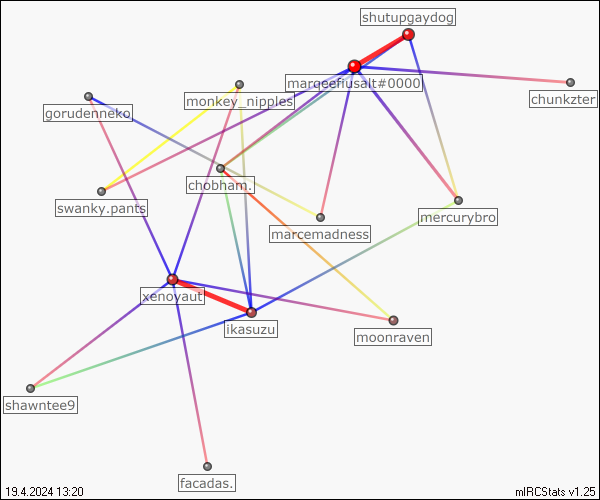 shutupgaydog
marqeefiusalt#0000
chunkzter
monkey_nipples
gorudenneko
chobham.
swanky.pants
mercurybro
marcemadness
xenoyaut
ikasuzu
moonraven
shawntee9
facadas.
19.4.2024 13:20
mIRCStats v1.25